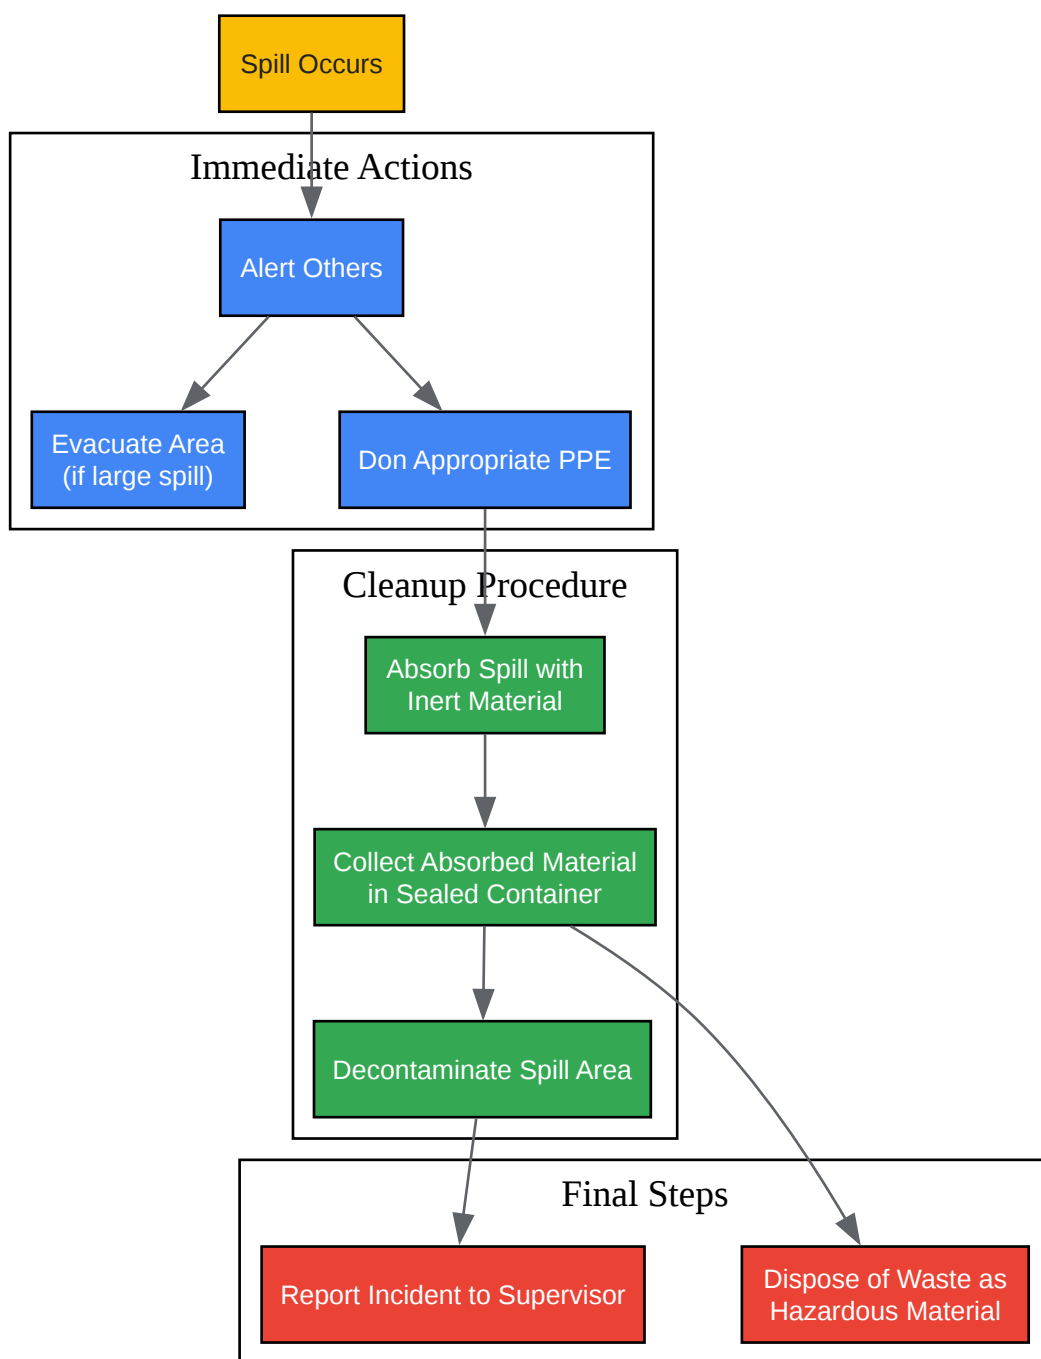 Spill Occurs
Immediate Actions
Alert Others
Evacuate Area
(if large spill)
Don Appropriate PPE
Cleanup Procedure
Absorb Spill with
Inert Material
Collect Absorbed Material
in Sealed Container
Decontaminate Spill Area
Final Steps
Report Incident to Supervisor
Dispose of Waste as
Hazardous Material